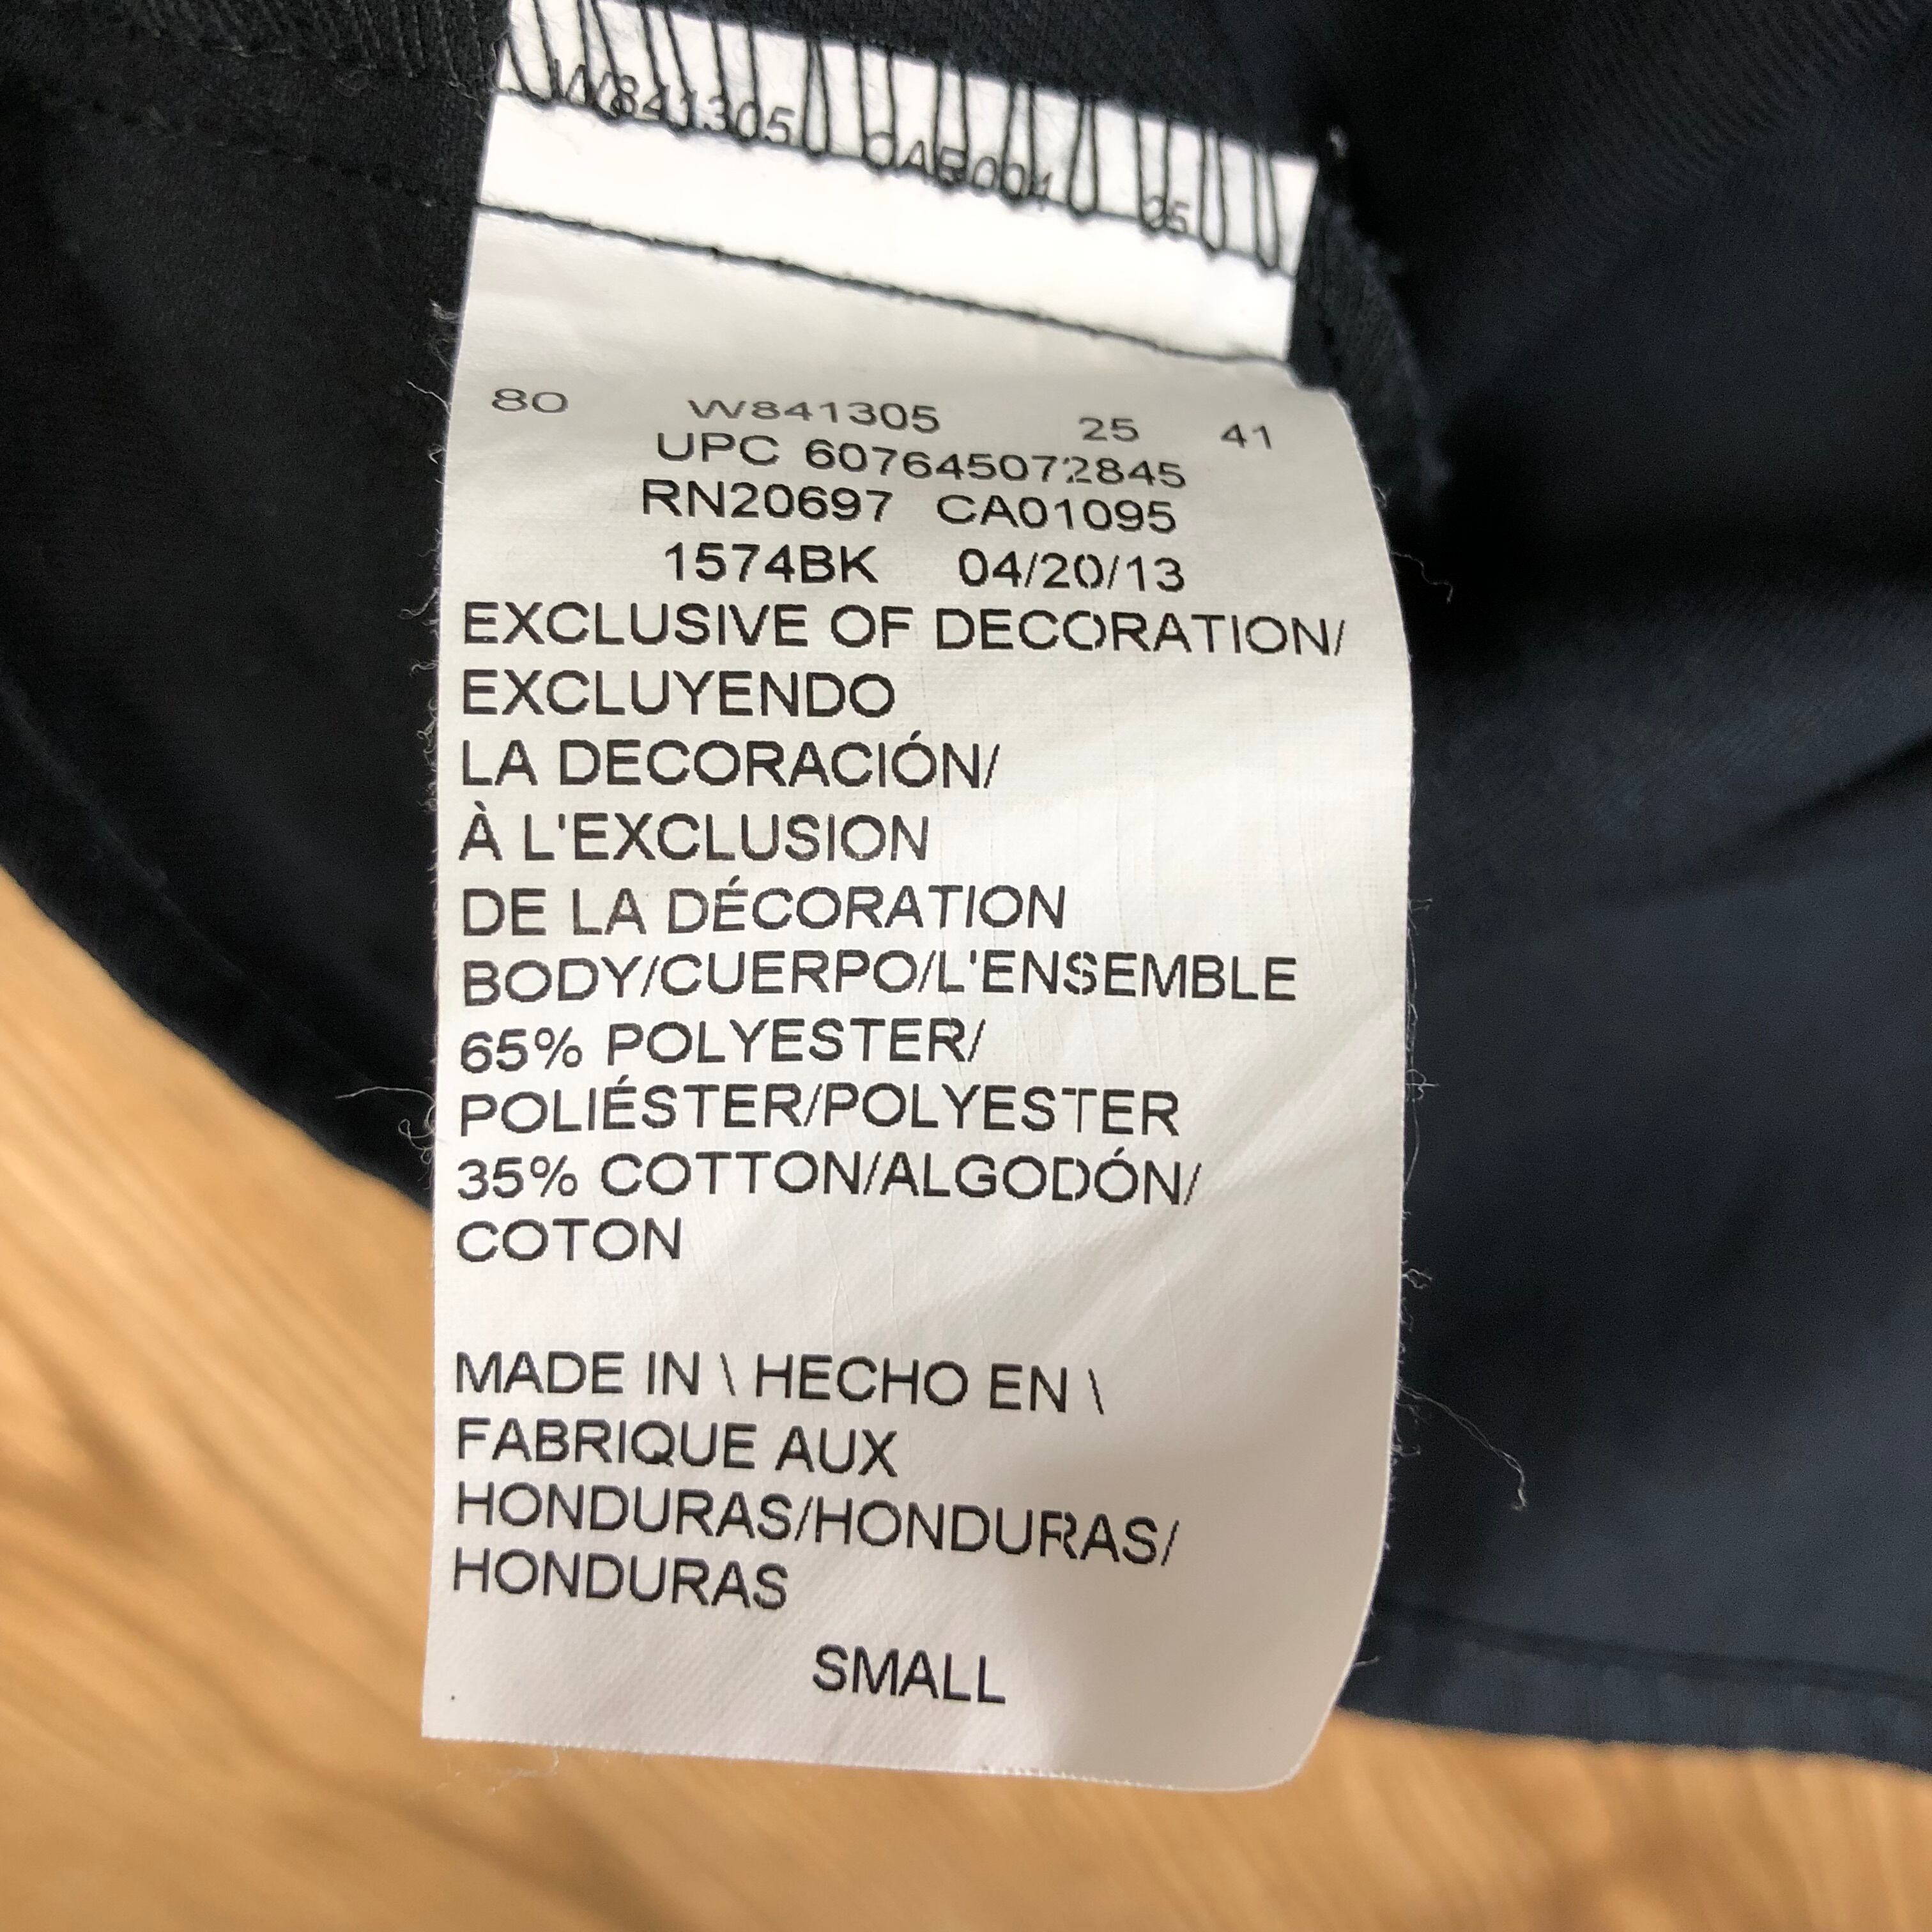 W841305 25
80 W841305 25 41
UPC 607645072845
RN20697 CA01095
1574BK 04/20/13
EXCLUSIVE OF DECORATION/
EXCLUYENDO
LA DECORACIÓN/
À L'EXCLUSION
DE LA DÉCORATION
BODY/CUERPO/L'ENSEMBLE
65% POLYESTER/
POLIÉSTER/POLYESTER
35% COTTON/ALGODÓN/
COTON
MADE IN \ HECHO EN \
FABRIQUE AUX
HONDURAS/HONDURAS/
HONDURAS
SMALL